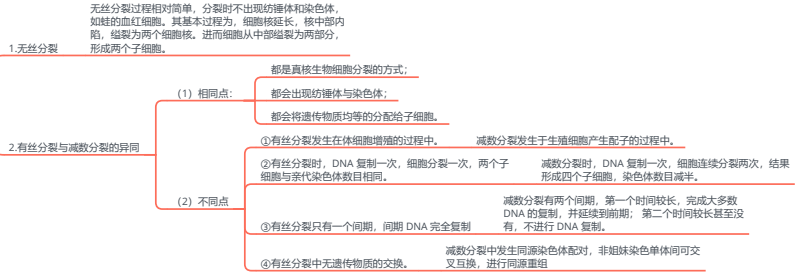 无丝分裂过程相对简单，分裂时不出现纺锤体和染色体，
如蛙的血红细胞。其基本过程为，细胞核延长，核中部内
陷，缢裂为两个细胞核。进而细胞从中部缢裂为两部分，
1.无丝分裂 形成两个子细胞。
都是真核生物细胞分裂的方式；
（1）相同点： 都会出现纺锤体与染色体；
都会将遗传物质均等的分配给子细胞。
2.有丝分裂与减数分裂的异同
①有丝分裂发生在体细胞增殖的过程中。 减数分裂发生于生殖细胞产生配子的过程中。
②有丝分裂时，DNA 复制一次，细胞分裂一次，两个子
细胞与亲代染色体数目相同。
减数分裂时，DNA 复制一次，细胞连续分裂两次，结果
形成四个子细胞，染色体数目减半。
（2）不同点
③有丝分裂只有一个间期，间期 DNA 完全复制
减数分裂有两个间期，第一个时间较长，完成大多数
DNA 的复制，并延续到前期； 第二个时间较长甚至没
有，不进行 DNA 复制。
④有丝分裂中无遗传物质的交换。
减数分裂中发生同源染色体配对，非姐妹染色单体间可交
叉互换，进行同源重组